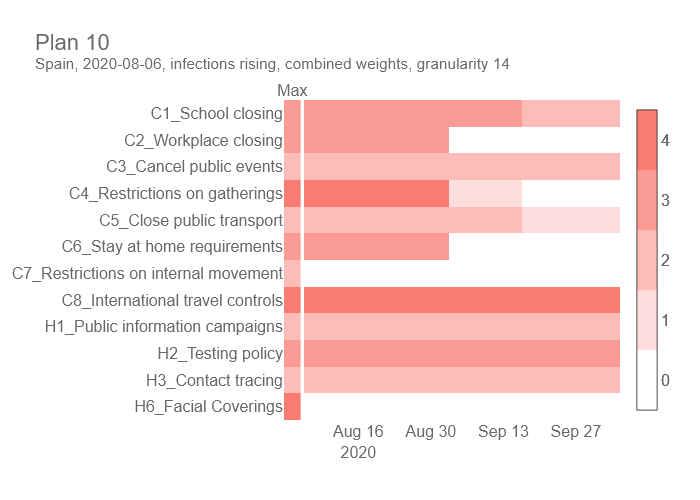 Plan 10
Spain, 2020-08-06, infections rising, combined weights, granularity 14
Max
C1_School closing
C2_Workplace closing
C3_Cancel public events
C4_Restrictions on gatherings
C5_Close public transport
C6_Stay at home requirements
C7_Restrictions on internal movement
C8_International travel controls
H1_Public information campaigns
H2_Testing policy
H3_Contact tracing
H6_Facial Coverings
Aug 16 Aug 30 Sep 13 Sep 27
2020
4
3
2
1
0